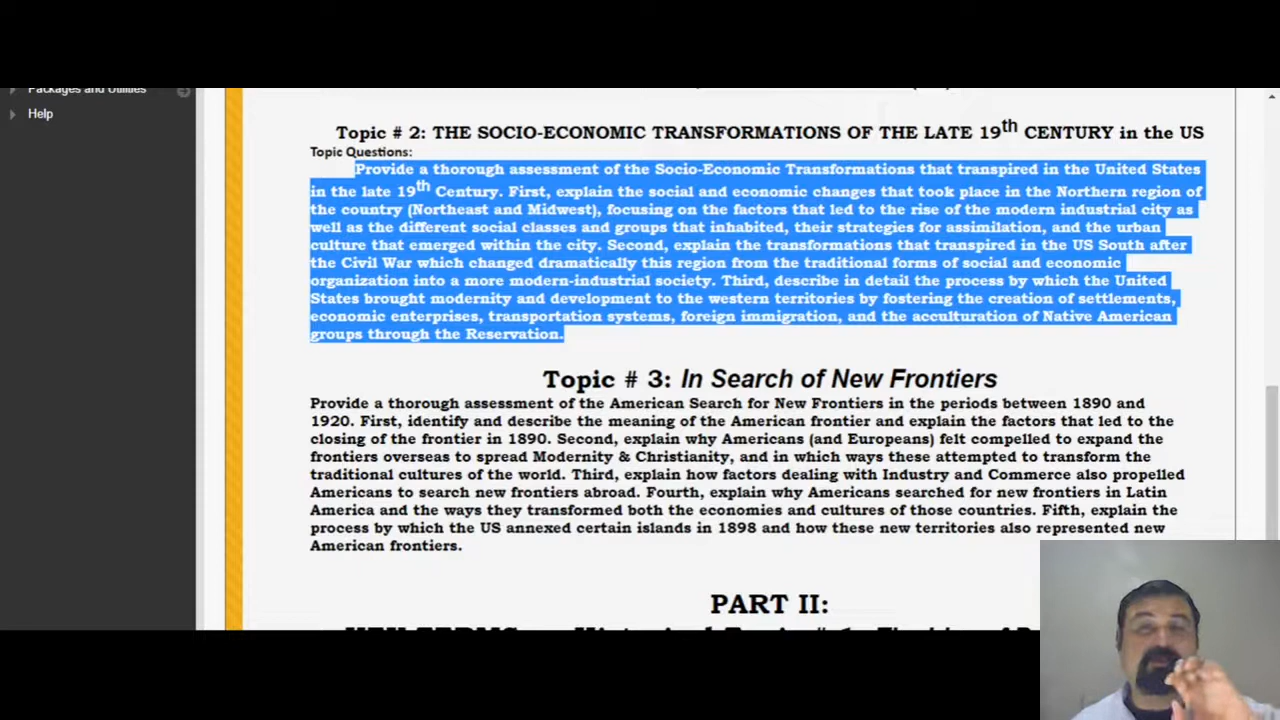 Packages and Utilities
Help
Topic # 2: THE SOCIO-ECONOMIC TRANSFORMATIONS OF THE LATE 19th CENTURY in the US
Topic Questions:
Provide a thorough assessment of the Socio-Economic Transformations that transpired in the United States
in the late 19th Century. First, explain the social and economic changes that took place in the Northern region of
the country (Northeast and Midwest), focusing on the factors that led to the rise of the modern industrial city as
well as the different social classes and groups that inhabited, their strategies for assimilation, and the urban
culture that emerged within the city. Second, explain the transformations that transpired in the US South after
the Civil War which changed dramatically this region from the traditional forms of social and economic
organization into a more modern-industrial society. Third, describe in detail the process by which the United
States brought modernity and development to the western territories by fostering the creation of settlements,
economic enterprises, transportation systems, foreign immigration, and the acculturation of Native American
groups through the Reservation.
Topic # 3: In Search of New Frontiers
Provide a thorough assessment of the American Search for New Frontiers in the periods between 1890 and
1920. First, identify and describe the meaning of the American frontier and explain the factors that led to the
closing of the frontier in 1890. Second, explain why Americans (and Europeans) felt compelled to expand the
frontiers overseas to spread Modernity & Christianity, and in which ways these attempted to transform the
traditional cultures of the world. Third, explain how factors dealing with Industry and Commerce also propelled
Americans to search new frontiers abroad. Fourth, explain why Americans searched for new frontiers in Latin
America and the ways they transformed both the economies and cultures of those countries. Fifth, explain the
process by which the US annexed certain islands in 1898 and how these new territories also represented new
American frontiers.
PART II: